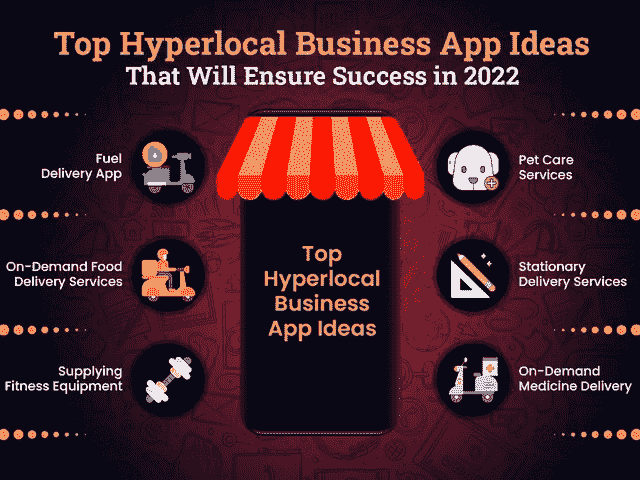 Top Hyperlocal Business App Ideas
That Will Ensure Success in 2022
Fuel
Delivery App
On-Demand Food
Delivery Services
Supplying
Fitness Equipment
Top
Hyperlocal
Business
App Ideas
Pet Care
Services
Stationary
Delivery Services
On-Demand
Medicine Delivery